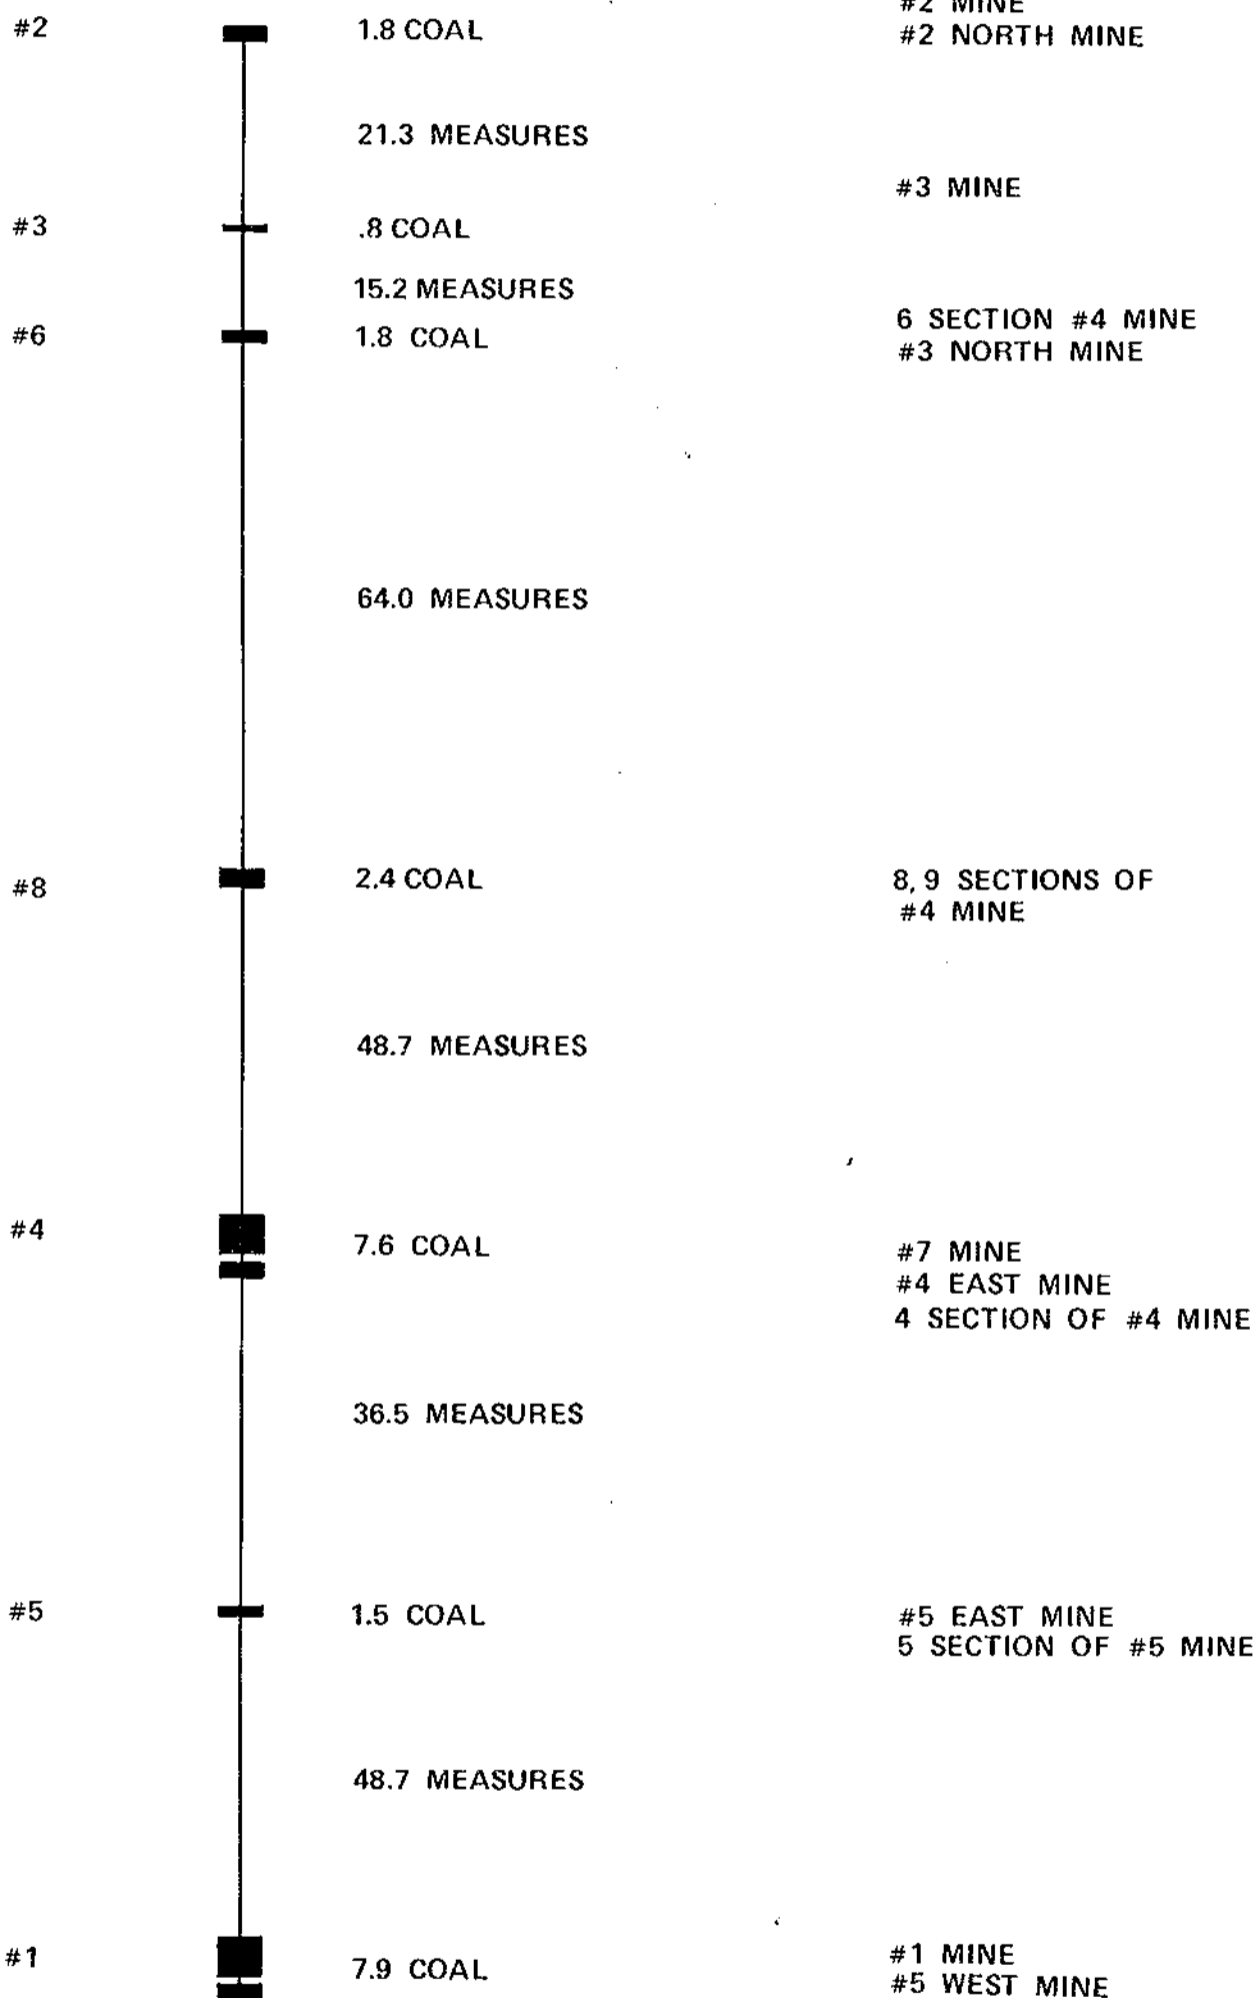 #2 MINE
#2 1.8 COAL #2 NORTH MINE
21.3 MEASURES
#3 MINE
#3 .8 COAL
15.2 MEASURES
6 SECTION #4 MINE
#6 1.8 COAL
#3 NORTH MINE
64.0 MEASURES
#8 2.4 COAL 8, 9 SECTIONS OF
#4 MINE
48.7 MEASURES
#4 7.6 COAL
#7 MINE
#4 EAST MINE
4 SECTION OF #4 MINE
36.5 MEASURES
#5 1.5 COAL #5 EAST MINE
5 SECTION OF #5 MINE
48.7 MEASURES
#1 7.9 COAL #1 MINE
#5 WEST MINE